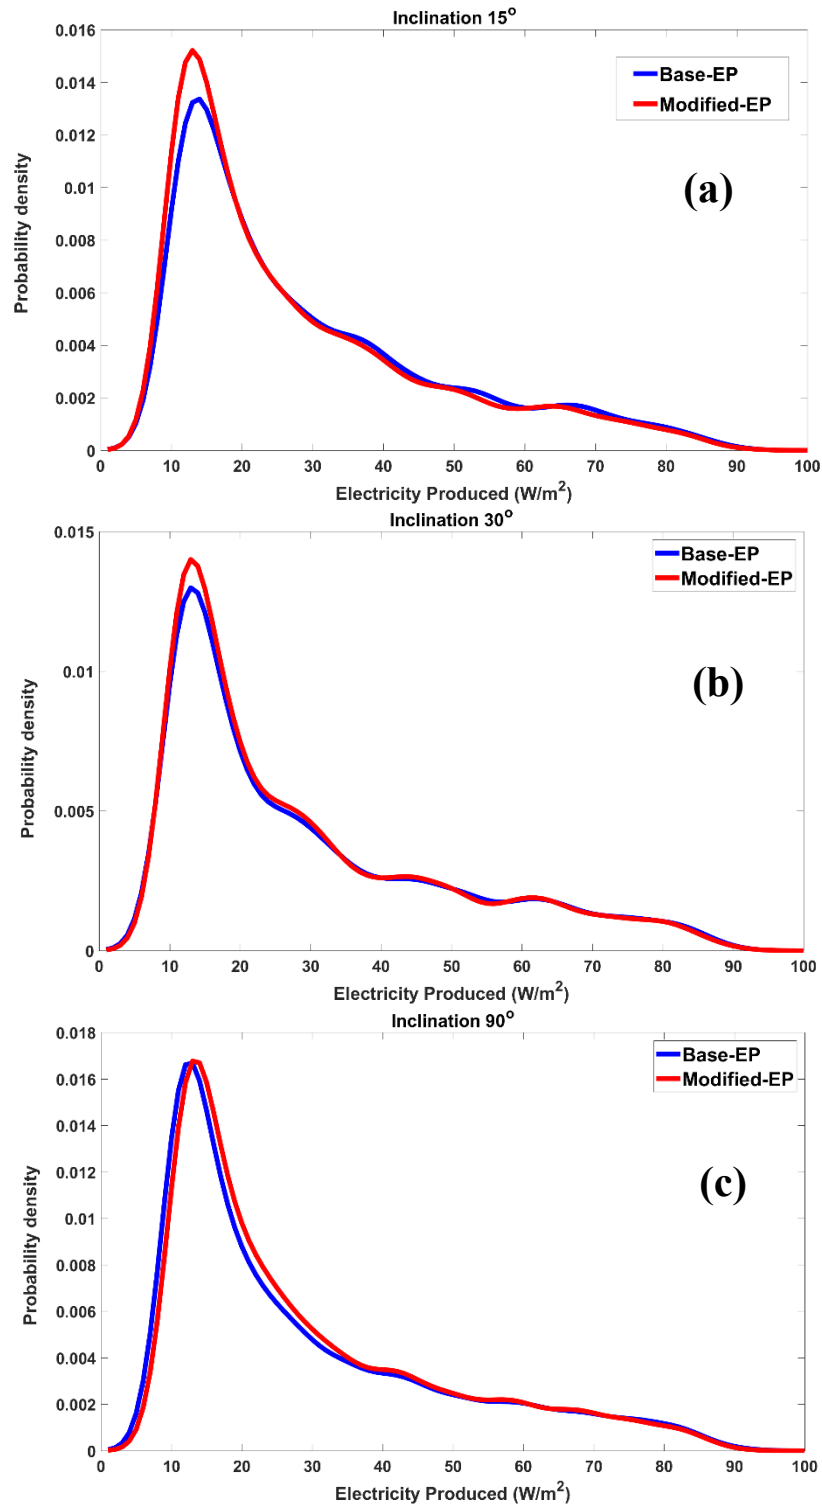 Inclination 15°
0.016
0.014
0.012
0.01
0.008
0.006
0.004
0.002
0
Probability density
Base-EP
Modified-EP
(a)
0 10 20 30 40 50 60 70 80 90 100
Electricity Produced (W/m²)
Inclination 30°
0.015
0.01
0.005
0
Probability density
Base-EP
Modified-EP
(b)
0 10 20 30 40 50 60 70 80 90 100
Electricity Produced (W/m²)
Inclination 90°
0.018
0.016
0.014
0.012
0.01
0.008
0.006
0.004
0.002
0
Probability density
Base-EP
Modified-EP
(c)
0 10 20 30 40 50 60 70 80 90 100
Electricity Produced (W/m²)